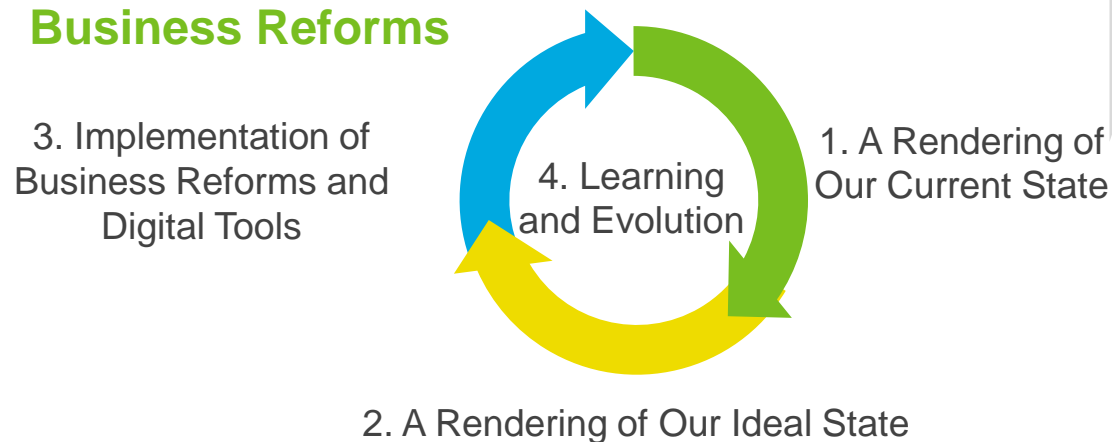 Business Reforms
1. A Rendering of
Our Current State
2. A Rendering of Our Ideal State
3. Implementation of
Business Reforms and
Digital Tools
4. Learning
and Evolution